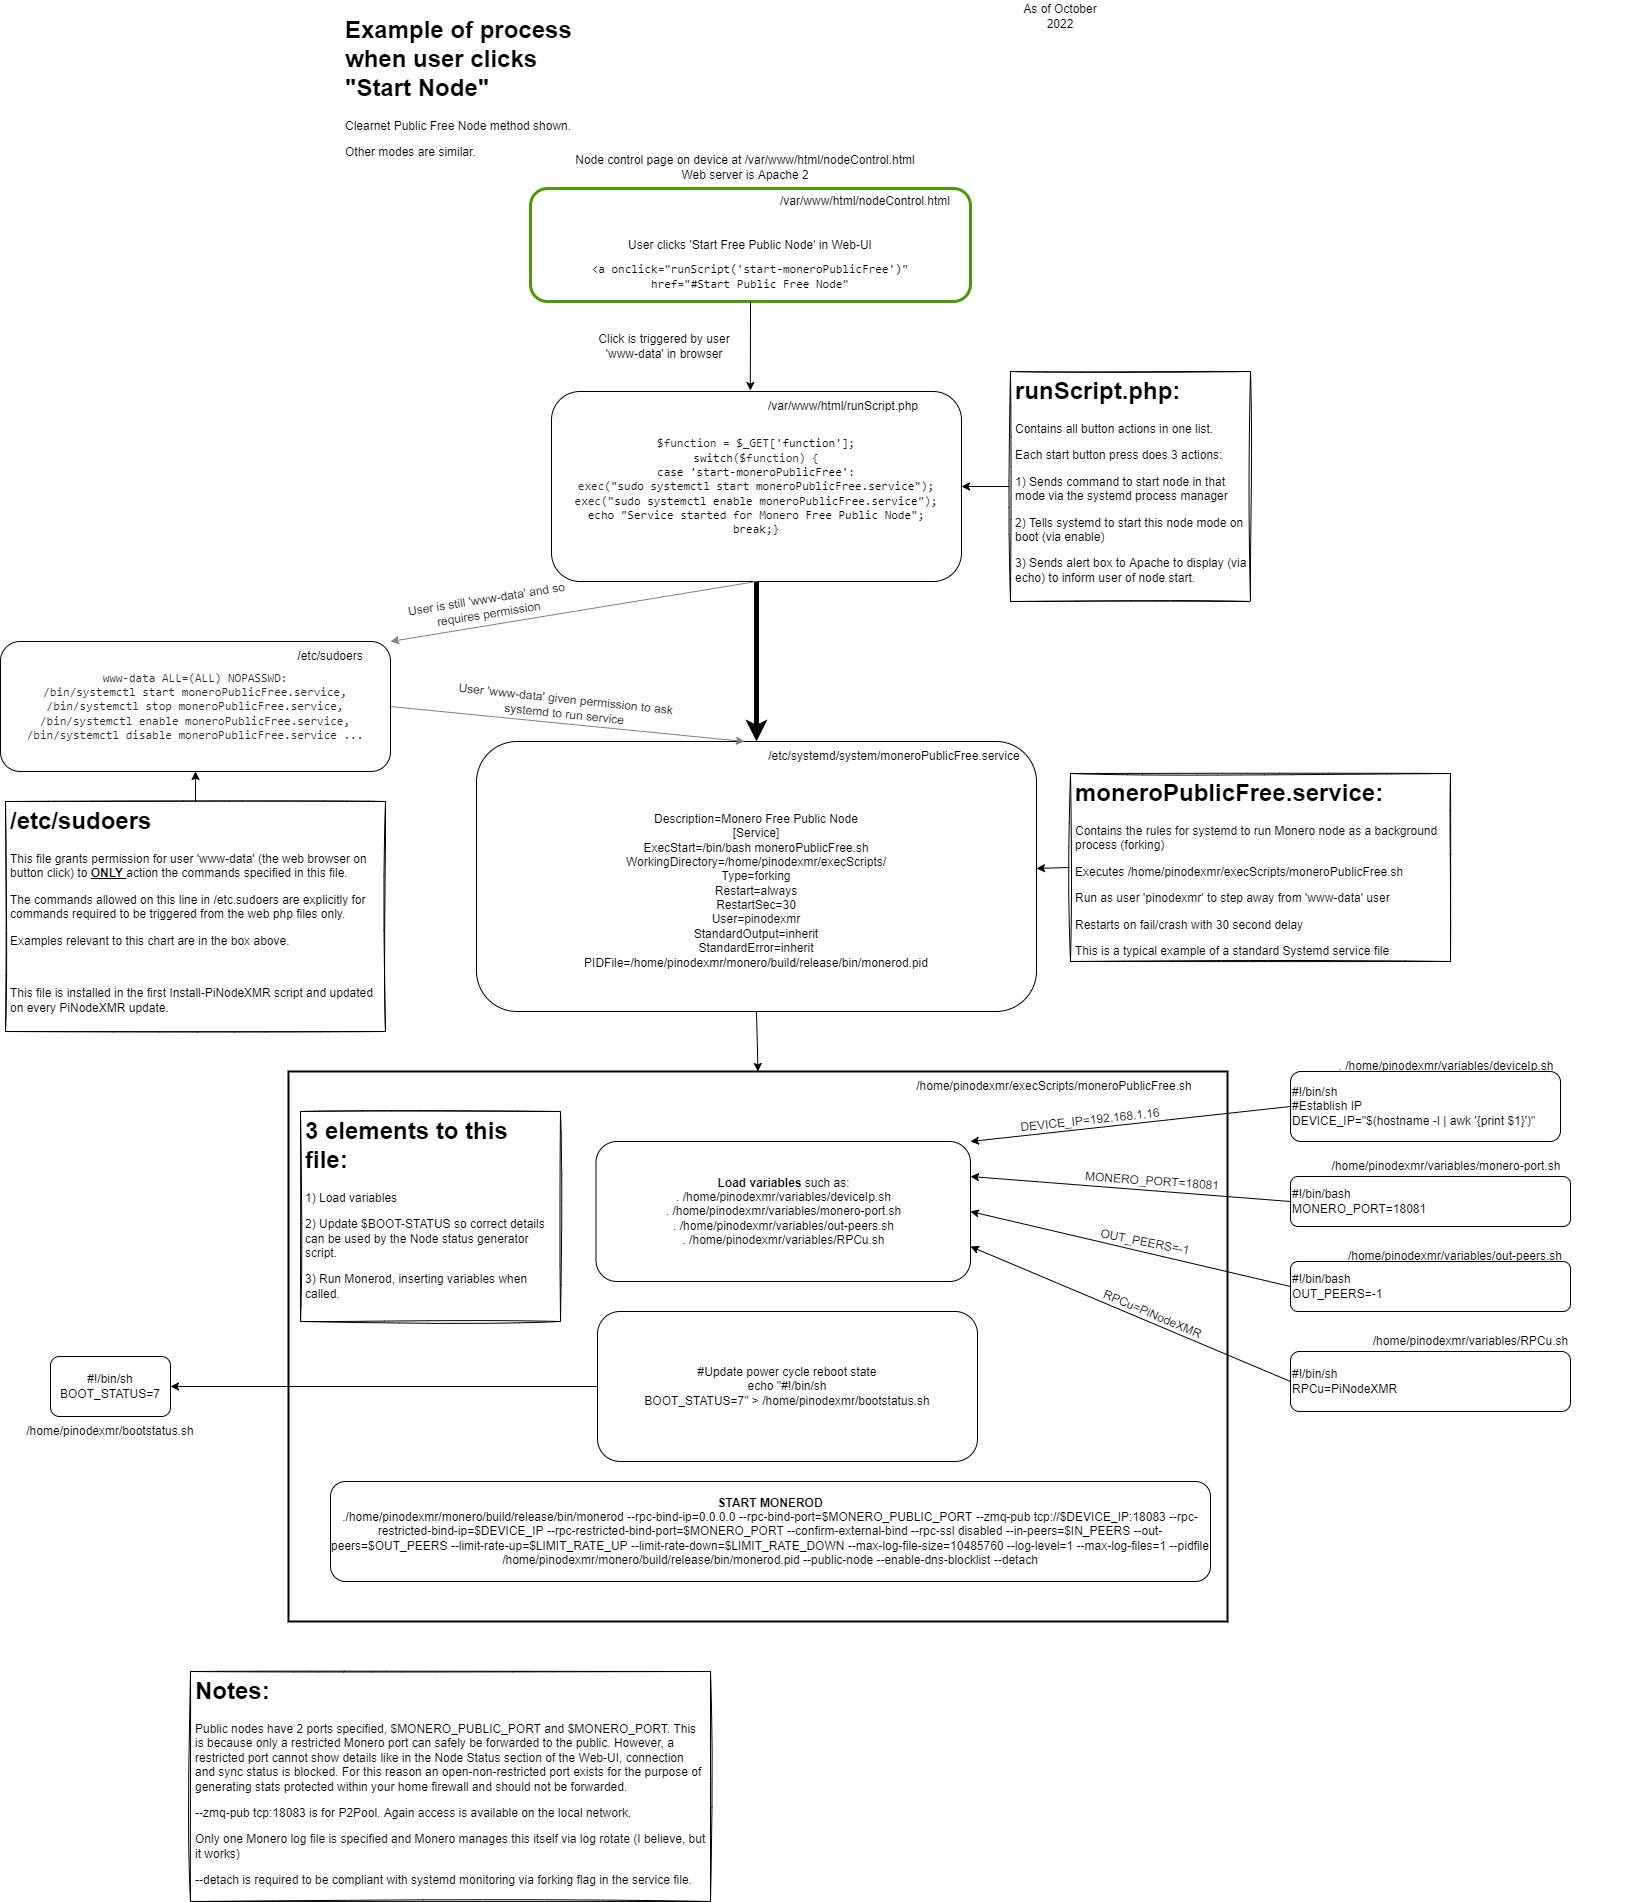 As of October
2022
Example of process
when user clicks
"Start Node"
Clearnet Public Free Node method shown.
Other modes are similar.
Node control page on device at /var/www/html/nodeControl.html
Web server is Apache 2
/var/www/html/nodeControl.html
User clicks 'Start Free Public Node' in Web-UI
<a onclick="runScript('start-moneroPublicFree')"
href="#Start Public Free Node"
Click is triggered by user
'www-data' in browser
/var/www/html/runScript.php
$function = $_GET['function'];
switch($function) {
case 'start-moneroPublicFree':
exec("sudo systemctl start moneroPublicFree.service");
exec("sudo systemctl enable moneroPublicFree.service");
echo "Service started for Monero Free Public Node";
break;}
runScript.php:
Contains all button actions in one list.
Each start button press does 3 actions:
1) Sends command to start node in that
mode via the systemd process manager
2) Tells systemd to start this node mode on
boot (via enable)
3) Sends alert box to Apache to display (via
echo) to inform user of node start.
User is still 'www-data' and so
requires permission
/etc/sudoers
www-data ALL=(ALL) NOPASSWD:
/bin/systemctl start moneroPublicFree.service,
/bin/systemctl stop moneroPublicFree.service,
/bin/systemctl enable moneroPublicFree.service,
/bin/systemctl disable moneroPublicFree.service ...
User 'www-data' given permission to ask
systemd to run service
/etc/sudoers
This file grants permission for user 'www-data' (the web browser on
button click) to ONLY action the commands specified in this file.
The commands allowed on this line in /etc.sudoers are explicitly for
commands required to be triggered from the web php files only.
Examples relevant to this chart are in the box above.
This file is installed in the first Install-PiNodeXMR script and updated
on every PiNodeXMR update.
/etc/systemd/system/moneroPublicFree.service
Description=Monero Free Public Node
[Service]
ExecStart=/bin/bash moneroPublicFree.sh
WorkingDirectory=/home/pinodexmr/execScripts/
Type=forking
Restart=always
RestartSec=30
User=pinodexmr
StandardOutput=inherit
StandardError=inherit
PIDFile=/home/pinodexmr/monero/build/release/bin/monerod.pid
moneroPublicFree.service:
Contains the rules for systemd to run Monero node as a background
process (forking)
Executes /home/pinodexmr/execScripts/moneroPublicFree.sh
Run as user 'pinodexmr' to step away from 'www-data' user
Restarts on fail/crash with 30 second delay
This is a typical example of a standard Systemd service file
/home/pinodexmr/execScripts/moneroPublicFree.sh
3 elements to this
file:
1) Load variables
2) Update $BOOT-STATUS so correct details
can be used by the Node status generator
script.
3) Run Monerod, inserting variables when
called.
Load variables such as:
. /home/pinodexmr/variables/deviceIp.sh
. /home/pinodexmr/variables/monero-port.sh
. /home/pinodexmr/variables/out-peers.sh
. /home/pinodexmr/variables/RPCu.sh
DEVICE_IP=192.168.1.16
MONERO_PORT=18081
OUT_PEERS=-1
RPCu=PiNodeXMR
. /home/pinodexmr/variables/deviceIp.sh
#!/bin/sh
#Establish IP
DEVICE_IP="$(hostname -I | awk '{print $1}')"
/home/pinodexmr/variables/monero-port.sh
#!/bin/bash
MONERO_PORT=18081
/home/pinodexmr/variables/out-peers.sh
#!/bin/bash
OUT_PEERS=-1
/home/pinodexmr/variables/RPCu.sh
#!/bin/sh
RPCu=PiNodeXMR
#Update power cycle reboot state
echo "#!/bin/sh
BOOT_STATUS=7" > /home/pinodexmr/bootstatus.sh
#!/bin/sh
BOOT_STATUS=7
/home/pinodexmr/bootstatus.sh
START MONEROD
./home/pinodexmr/monero/build/release/bin/monerod --rpc-bind-ip=0.0.0.0 --rpc-bind-port=$MONERO_PUBLIC_PORT --zmq-pub tcp://$DEVICE_IP:18083 --rpc-
restricted-bind-ip=$DEVICE_IP --rpc-restricted-bind-port=$MONERO_PORT --confirm-external-bind --rpc-ssl disabled --in-peers=$IN_PEERS --out-
peers=$OUT_PEERS --limit-rate-up=$LIMIT_RATE_UP --limit-rate-down=$LIMIT_RATE_DOWN --max-log-file-size=10485760 --log-level=1 --max-log-files=1 --pidfile
/home/pinodexmr/monero/build/release/bin/monerod.pid --public-node --enable-dns-blocklist --detach
Notes:
Public nodes have 2 ports specified, $MONERO_PUBLIC_PORT and $MONERO_PORT. This
is because only a restricted Monero port can safely be forwarded to the public. However, a
restricted port cannot show details like in the Node Status section of the Web-UI, connection
and sync status is blocked. For this reason an open-non-restricted port exists for the purpose of
generating stats protected within your home firewall and should not be forwarded.
--zmq-pub tcp:18083 is for P2Pool. Again access is available on the local network.
Only one Monero log file is specified and Monero manages this itself via log rotate (I believe, but
it works)
--detach is required to be compliant with systemd monitoring via forking flag in the service file.